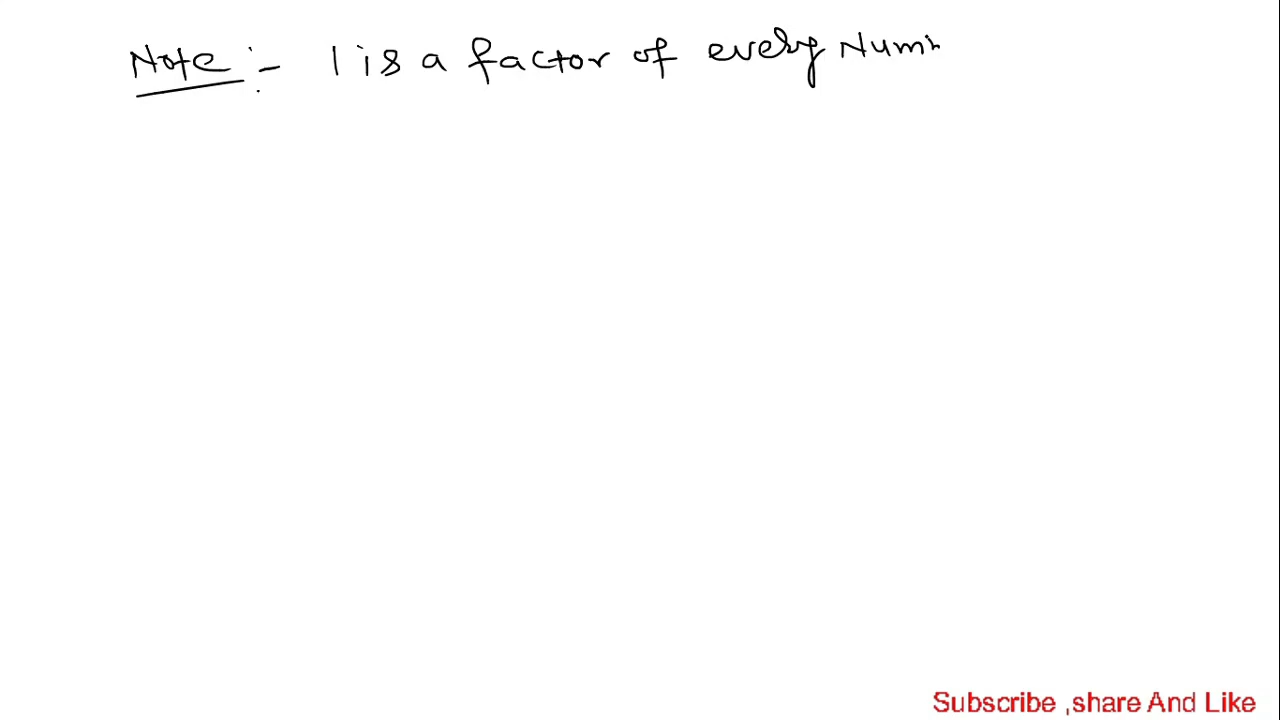 Note :- 1 is a factor of every Num
Subscribe ,share And Like